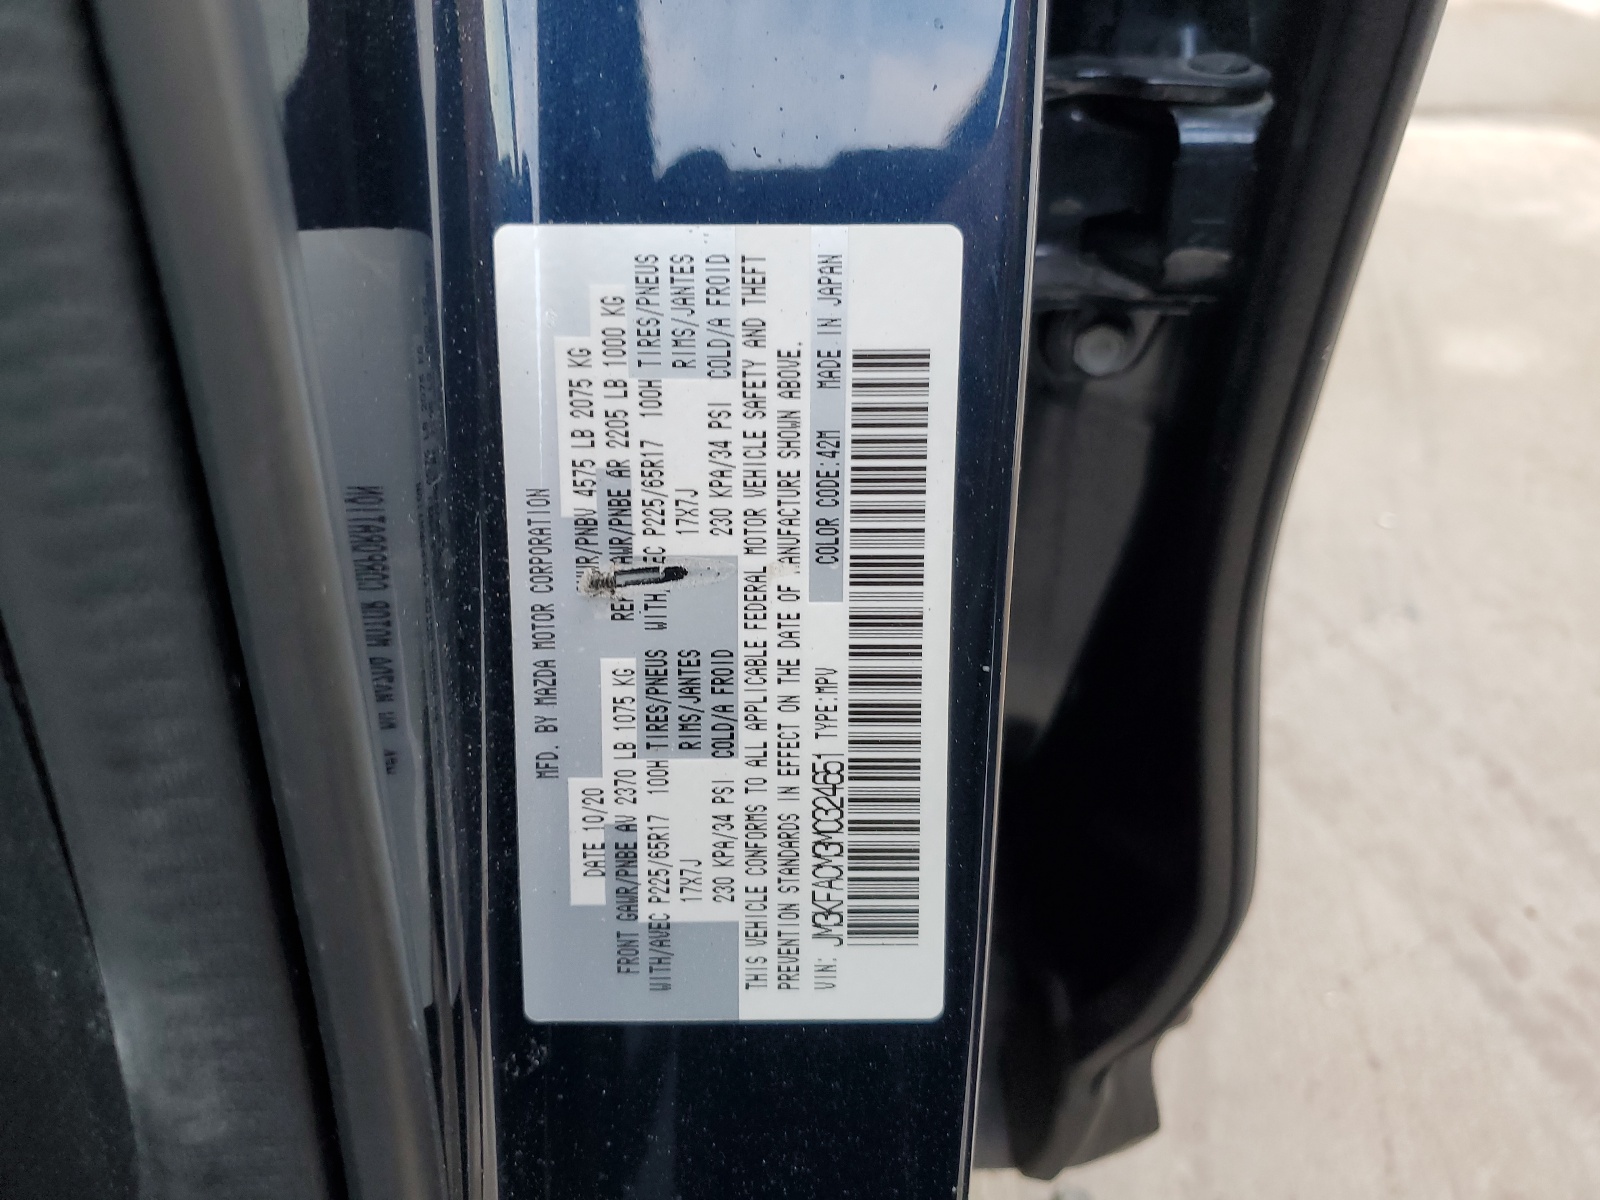 MFD. BY MAZDA MOTOR CORPORATION
DATE 10/20 GVWR/PNBV 4575 LB 2075 KG
FRONT GAWR/PNBE AV 2370 LB 1075 KG REAR GAWR/PNBE AR 2205 LB 1000 KG
WITH/AVEC P225/65R17 100H TIRES/PNEUS WITH/AVEC P225/65R17 100H TIRES/PNEUS
17X7J RIMS/JANTES 17X7J RIMS/JANTES
230 KPA/34 PSI COLD/A FROID 230 KPA/34 PSI COLD/A FROID
THIS VEHICLE CONFORMS TO ALL APPLICABLE FEDERAL MOTOR VEHICLE SAFETY AND THEFT
PREVENTION STANDARDS IN EFFECT ON THE DATE OF MANUFACTURE SHOWN ABOVE.
VIN: JM3KFA0M3M0324651 TYPE:MPV COLOR CODE:42M MADE IN JAPAN